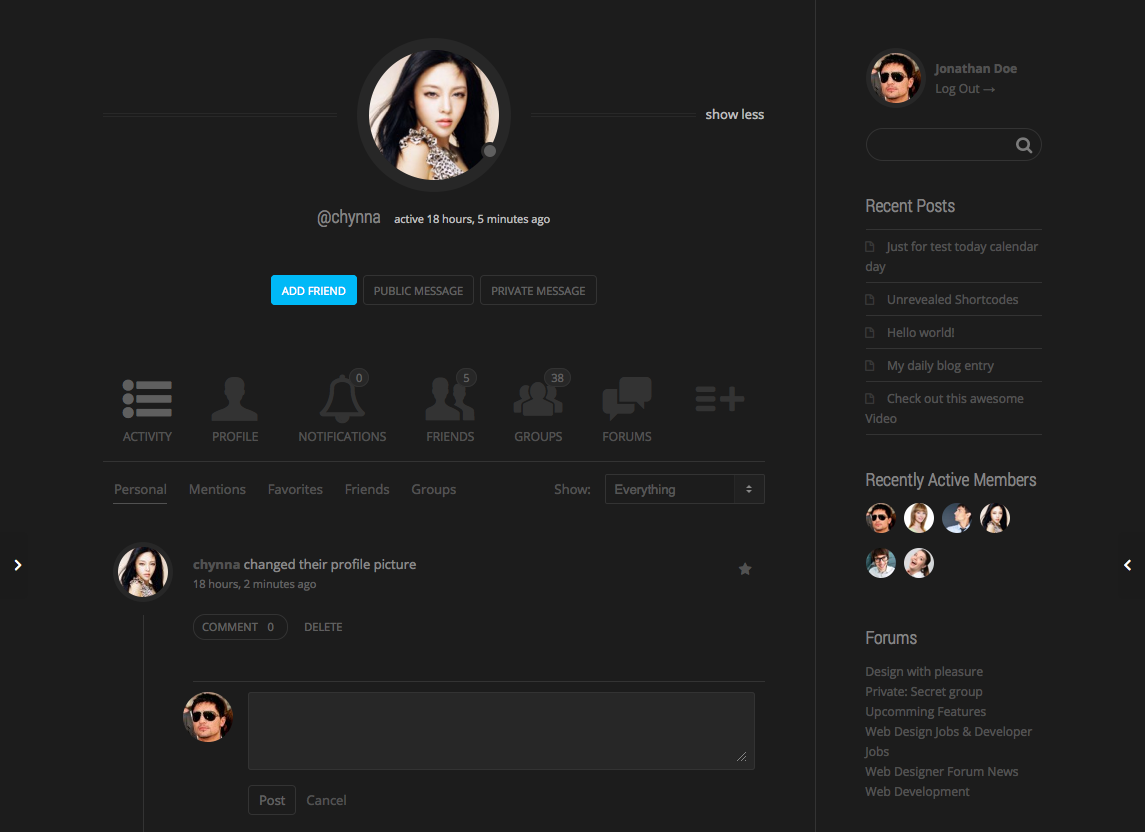 show less
@chynna active 18 hours, 5 minutes ago
ADD FRIEND PUBLIC MESSAGE PRIVATE MESSAGE
0 5 38
ACTIVITY PROFILE NOTIFICATIONS FRIENDS GROUPS FORUMS
Personal Mentions Favorites Friends Groups Show: Everything
chynna changed their profile picture
18 hours, 2 minutes ago
COMMENT 0 DELETE
Post Cancel
Jonathan Doe
Log Out →
Recent Posts
Just for test today calendar
day
Unrevealed Shortcodes
Hello world!
My daily blog entry
Check out this awesome
Video
Recently Active Members
Forums
Design with pleasure
Private: Secret group
Upcomming Features
Web Design Jobs & Developer
Jobs
Web Designer Forum News
Web Development